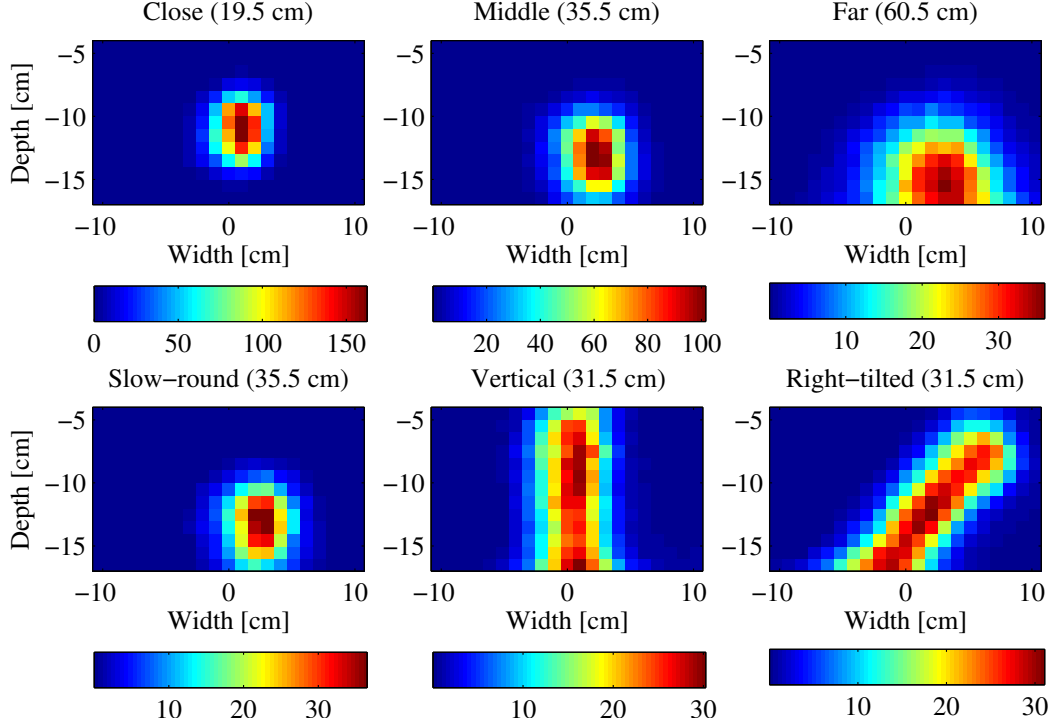 Close (19.5 cm) Middle (35.5 cm) Far (60.5 cm)
−5 −5 −5
−10 −10 −10
−15 −15 −15
Depth [cm]
−10 0 10 −10 0 10 −10 0 10
Width [cm] Width [cm] Width [cm]
0 50 100 150 20 40 60 80 100 10 20 30
Slow−round (35.5 cm) Vertical (31.5 cm) Right−tilted (31.5 cm)
−5 −5 −5
−10 −10 −10
−15 −15 −15
Depth [cm]
−10 0 10 −10 0 10 −10 0 10
Width [cm] Width [cm] Width [cm]
10 20 30 10 20 30 10 20 30